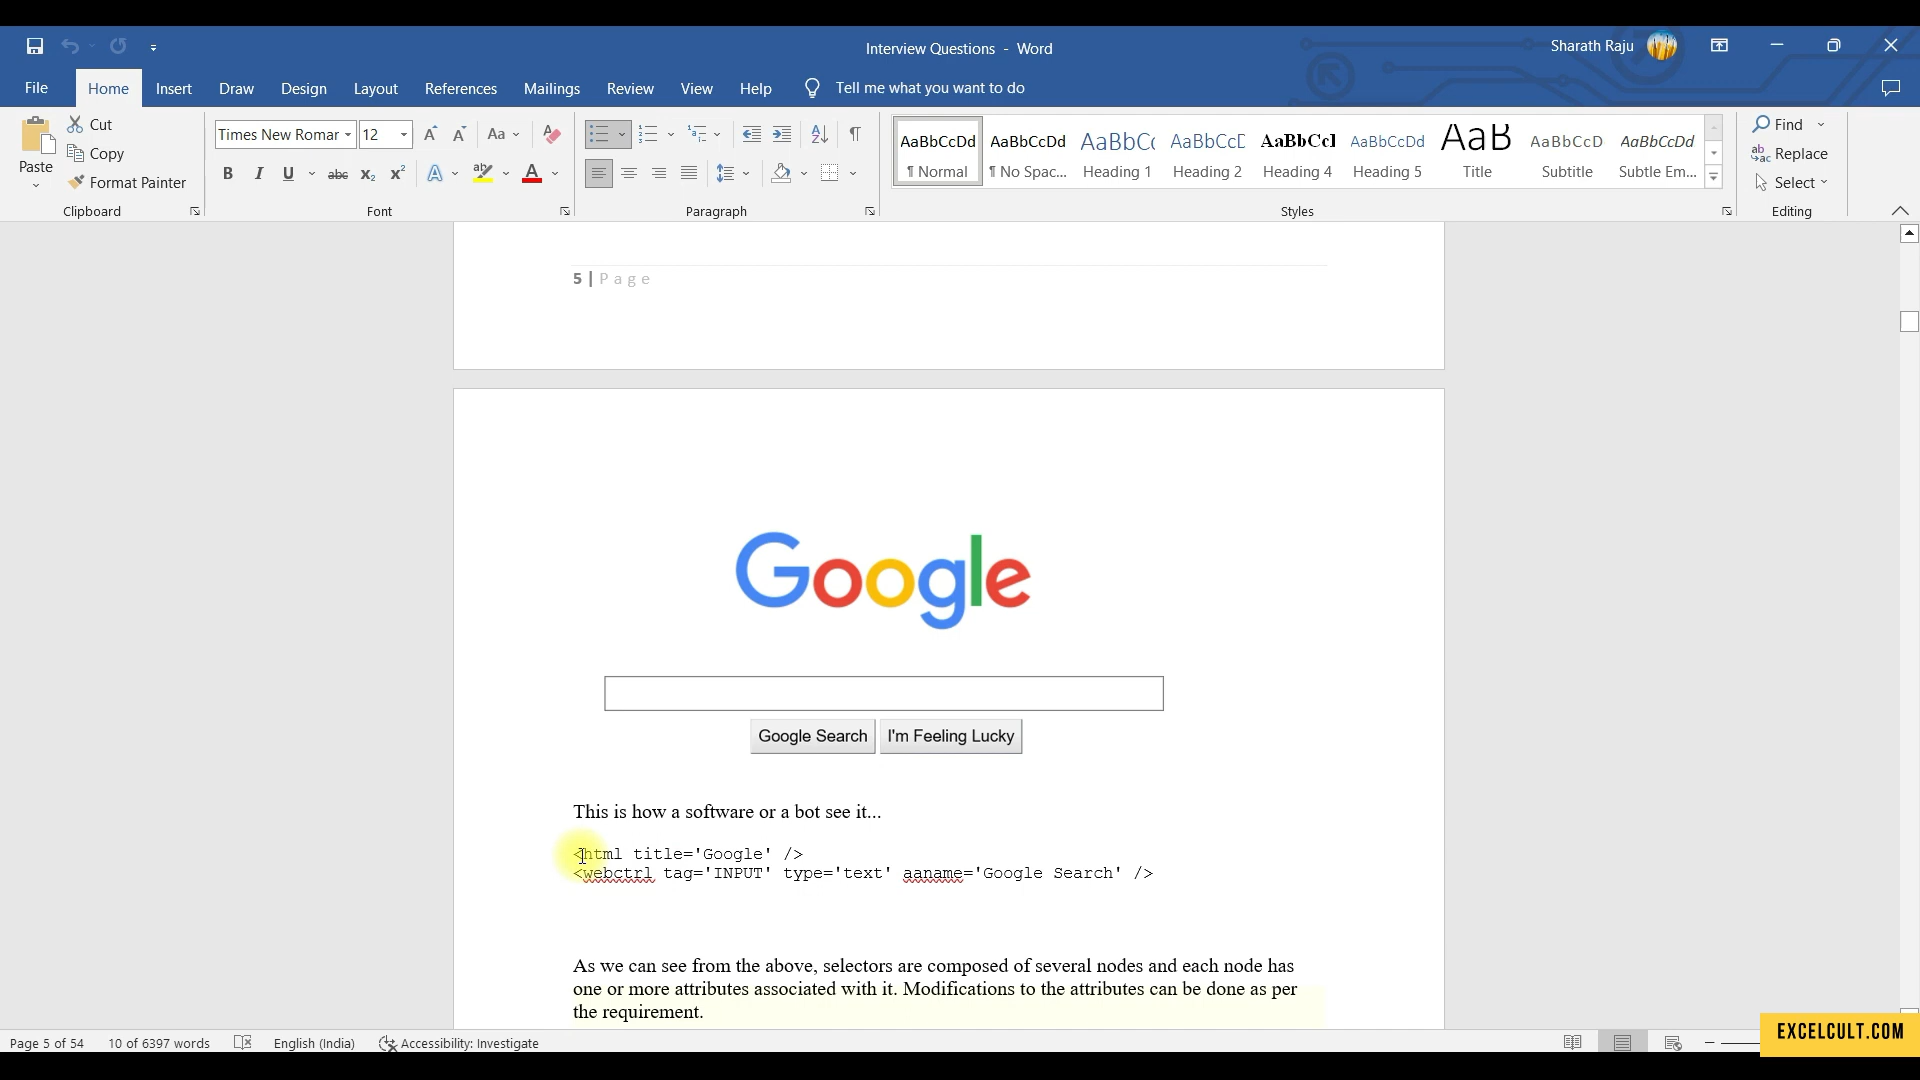 Interview Questions - Word
Sharath Raju
File Home Insert Draw Design Layout References Mailings Review View Help Tell me what you want to do
Paste
Cut
Copy
Format Painter
Clipboard
Times New Romar 12
Aa
B I U abc x₂ x² A A
Font
Paragraph
AaBbCcDd AaBbCcDd AaBbC AaBbCcC AaBbCcI AaBbCcDd AaB AaBbCcD AaBbCcDd
¶ Normal ¶ No Spac... Heading 1 Heading 2 Heading 4 Heading 5 Title Subtitle Subtle Em...
Styles
Find
Replace
Select
Editing
5 | Page
Google
Google Search I'm Feeling Lucky
This is how a software or a bot see it...
<html title='Google' />
<webctrl tag='INPUT' type='text' aaname='Google Search' />
As we can see from the above, selectors are composed of several nodes and each node has
one or more attributes associated with it. Modifications to the attributes can be done as per
the requirement.
Page 5 of 54 10 of 6397 words English (India) Accessibility: Investigate
EXCELCULT.COM